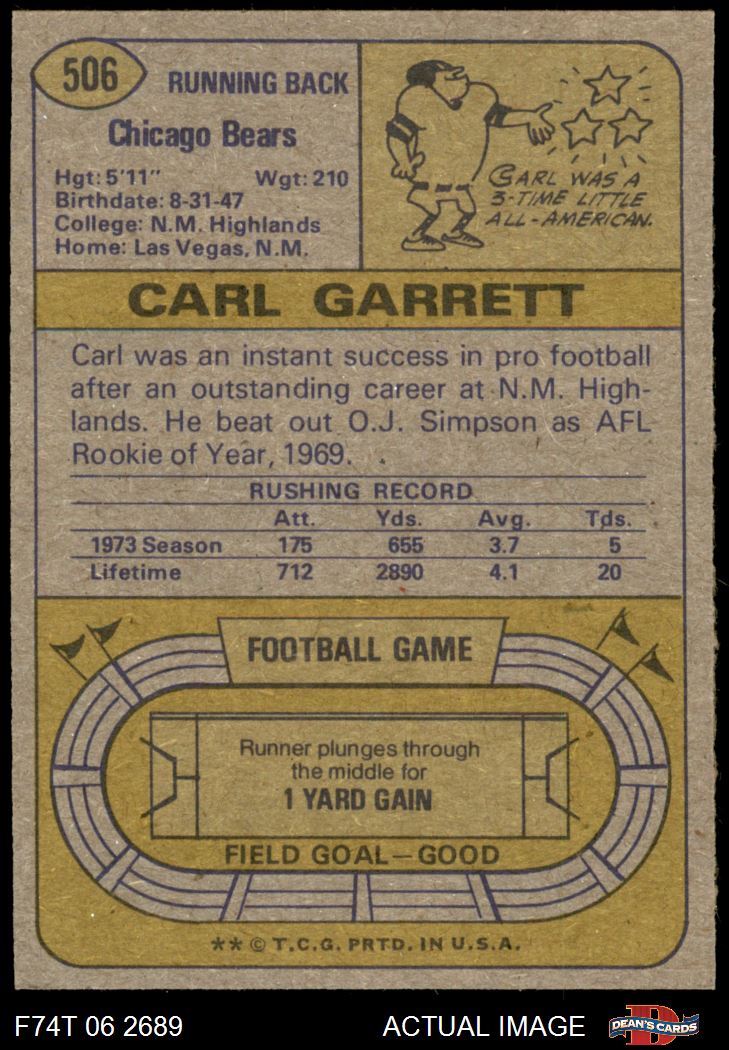 506
RUNNING BACK
Chicago Bears
Hgt: 5'11" Wgt: 210
Birthdate: 8-31-47
College: N.M. Highlands
Home: Las Vegas, N.M.
CARL WAS A
3-TIME LITTLE
ALL-AMERICAN.
CARL GARRETT
Carl was an instant success in pro football
after an outstanding career at N.M. High-
lands. He beat out O.J. Simpson as AFL
Rookie of Year, 1969.
RUSHING RECORD
Att. Yds. Avg. Tds.
1973 Season 175 655 3.7 5
Lifetime 712 2890 4.1 20
FOOTBALL GAME
Runner plunges through
the middle for
1 YARD GAIN
FIELD GOAL—GOOD
** © T.C.G. PRTD. IN U.S.A.
F74T 06 2689 ACTUAL IMAGE
D
DEAN'S CARDS